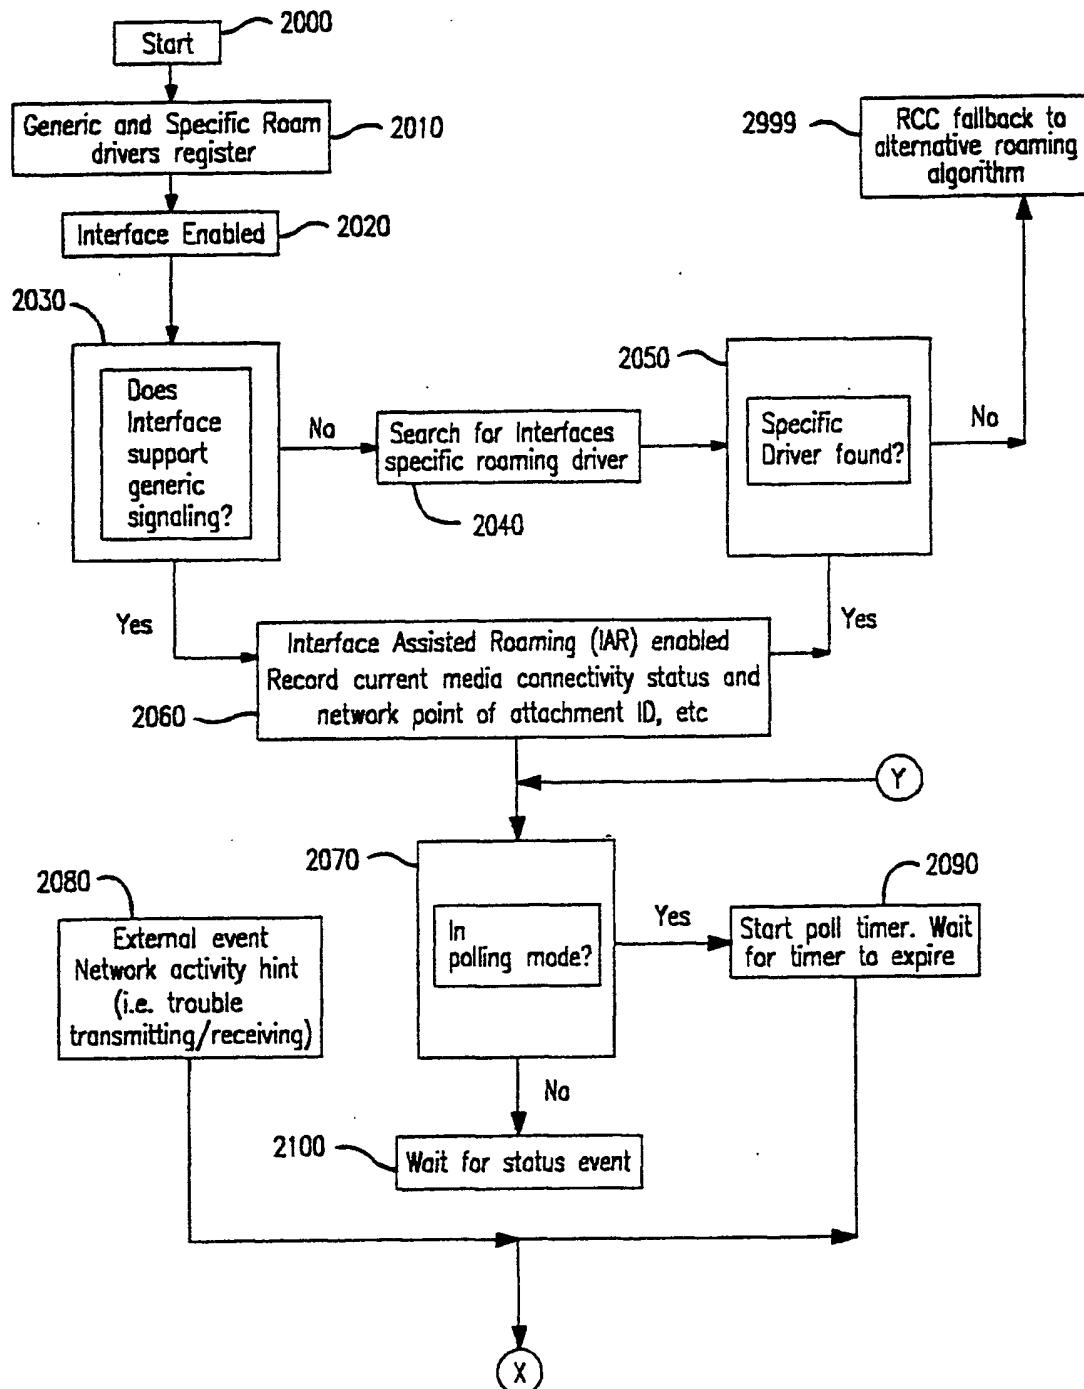 2000
Start
Generic and Specific Roam
drivers register
2010
2999
RCC fallback to
alternative roaming
algorithm
Interface Enabled
2020
2030
Does
Interface
support
generic
signaling?
No
Search for Interfaces
specific roaming driver
2040
2050
Specific
Driver found?
No
Yes
Yes
Interface Assisted Roaming (IAR) enabled
Record current media connectivity status and
network point of attachment ID, etc
2060
Y
2070
In
polling mode?
Yes
2090
Start poll timer. Wait
for timer to expire
2080
External event
Network activity hint
(i.e. trouble
transmitting/receiving)
No
2100
Wait for status event
X